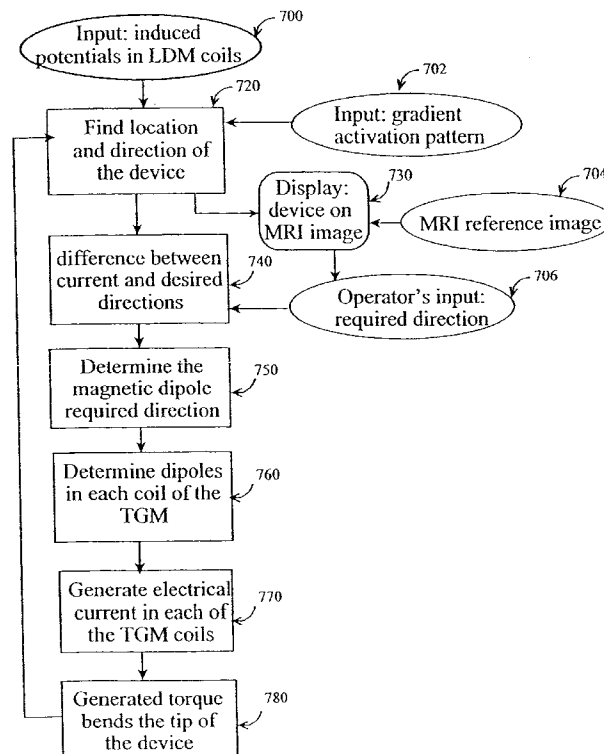 700
Input: induced
potentials in LDM coils
702
Input: gradient
activation pattern
720
Find location
and direction of
the device
730
Display:
device on
MRI image
704
MRI reference image
difference between
current and desired
directions
740
706
Operator's input:
required direction
Determine the
magnetic dipole
required direction
750
Determine dipoles
in each coil of the
TGM
760
Generate electrical
current in each of
the TGM coils
770
Generated torque
bends the tip of
the device
780